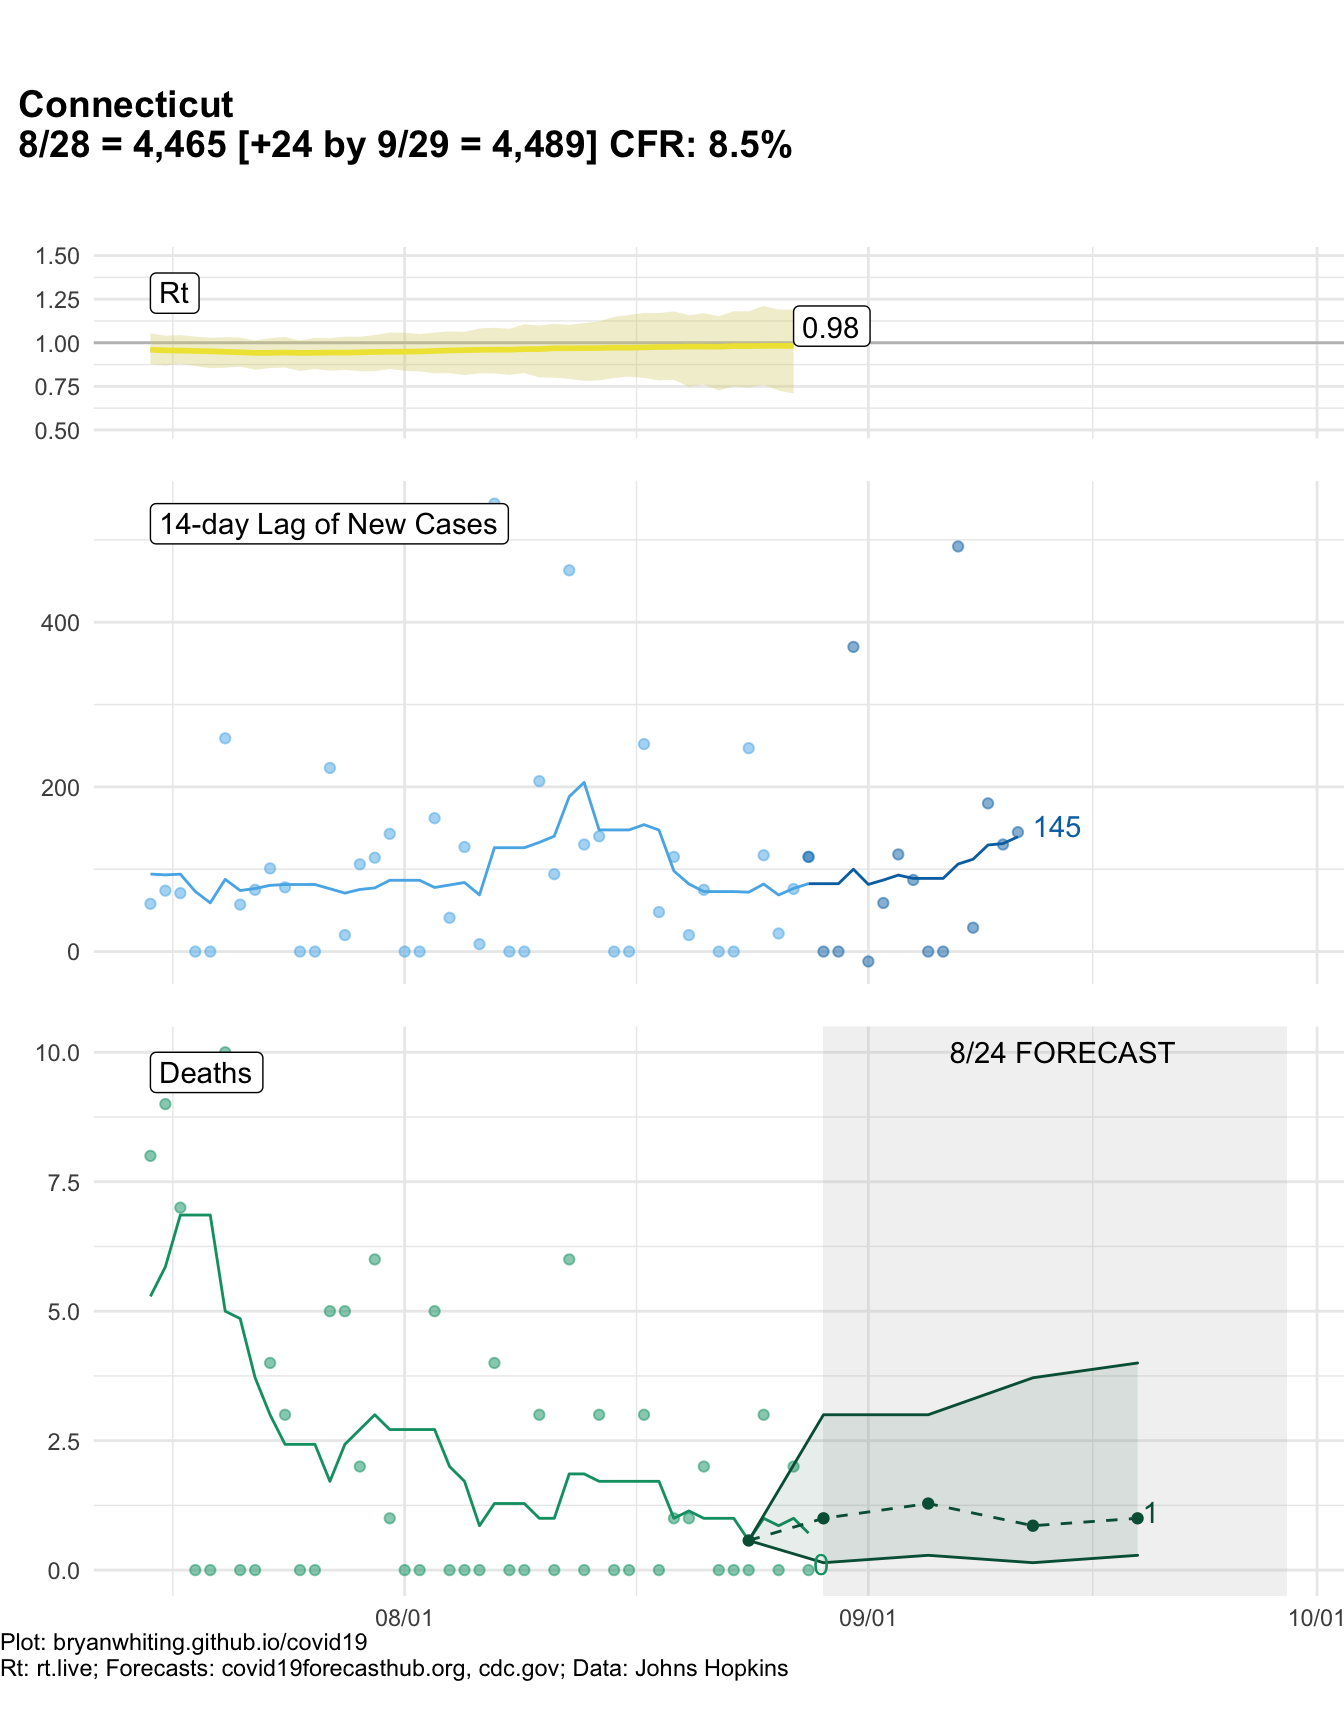 Connecticut
8/28 = 4,465 [+24 by 9/29 = 4,489] CFR: 8.5%
1.50
1.25
1.00
0.75
0.50
Rt
0.98
14-day Lag of New Cases
400
200
0
145
10.0
7.5
5.0
2.5
0.0
Deaths
8/24 FORECAST
1
0
08/01
09/01
10/01
Plot: bryanwhiting.github.io/covid19
Rt: rt.live; Forecasts: covid19forecasthub.org, cdc.gov; Data: Johns Hopkins